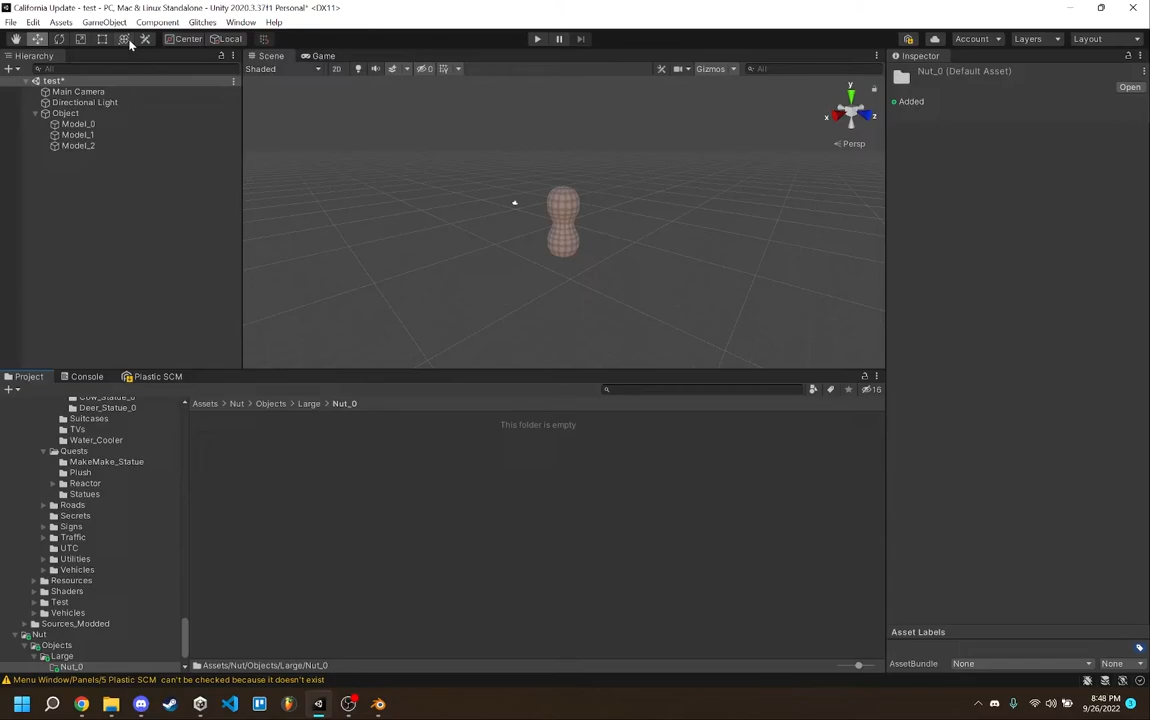 California Update - test - PC, Mac & Linux Standalone - Unity 2020.3.37f1 Personal* <DX11>
File Edit Assets GameObject Component Glitches Window Help
Center Local
Account Layers Layout
Hierarchy
All
test*
Main Camera
Directional Light
Object
Model_0
Model_1
Model_2
Scene Game
Shaded 2D 0 Gizmos All
y
x z
Persp
Inspector
Nut_0 (Default Asset)
Open
Added
Project Console Plastic SCM
16
Cow_Statue_0
Deer_Statue_0
Suitcases
TVs
Water_Cooler
Quests
MakeMake_Statue
Plush
Reactor
Statues
Roads
Secrets
Signs
Traffic
UTC
Utilities
Vehicles
Resources
Shaders
Test
Vehicles
Sources_Modded
Nut
Objects
Large
Nut_0
Assets > Nut > Objects > Large > Nut_0
This folder is empty
Assets/Nut/Objects/Large/Nut_0
Asset Labels
AssetBundle None None
Menu Window/Panels/5 Plastic SCM can't be checked because it doesn't exist
8:48 PM
9/26/2022
3